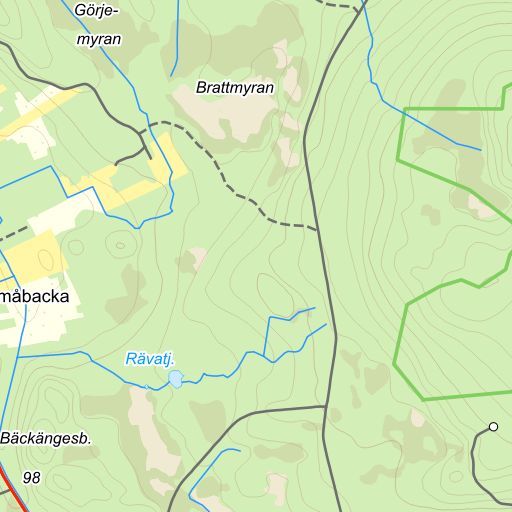 Görje-
myran
Brattmyran
måbacka
Rävatj.
Bäckängesb.
98